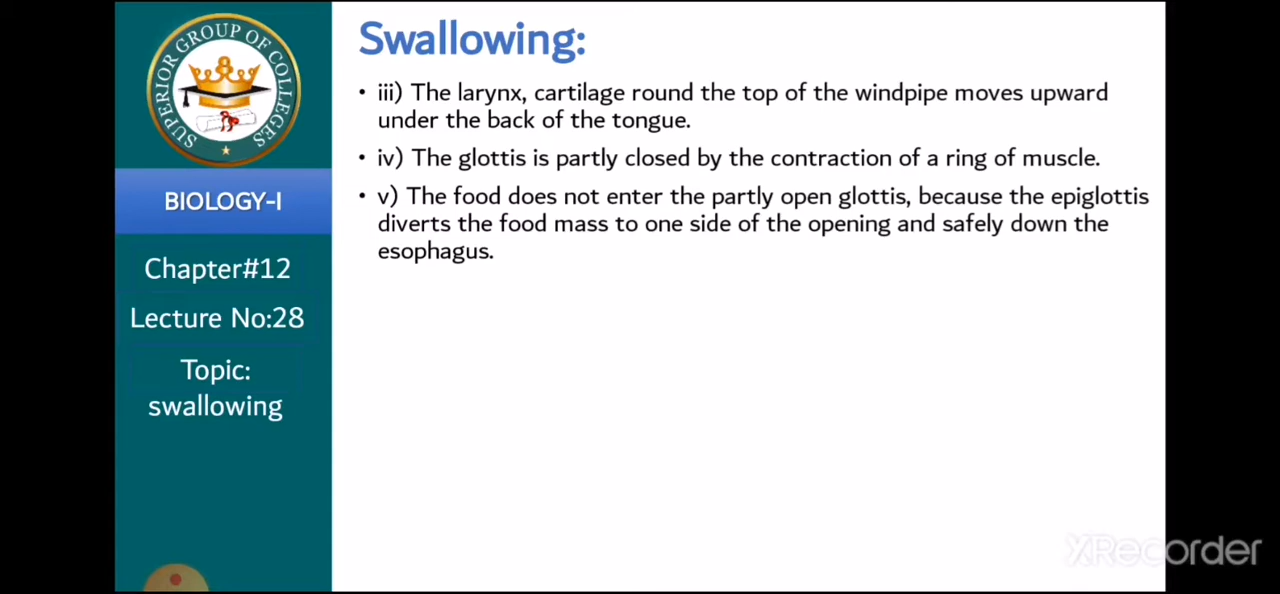 SUPERIOR GROUP OF COLLEGES
BIOLOGY-I
Chapter#12
Lecture No:28
Topic:
swallowing
Swallowing:
• iii) The larynx, cartilage round the top of the windpipe moves upward
under the back of the tongue.
• iv) The glottis is partly closed by the contraction of a ring of muscle.
• v) The food does not enter the partly open glottis, because the epiglottis
diverts the food mass to one side of the opening and safely down the
esophagus.
XRecorder